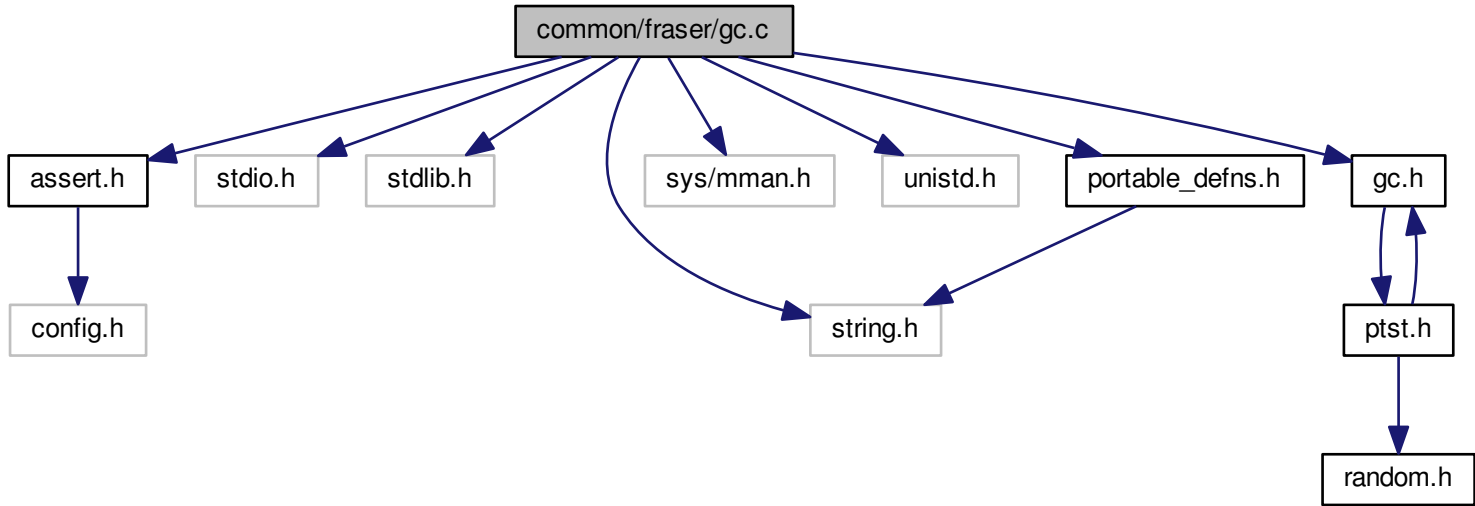 common/fraser/gc.c
assert.h
stdio.h
stdlib.h
sys/mman.h
unistd.h
portable_defns.h
gc.h
config.h
string.h
ptst.h
random.h